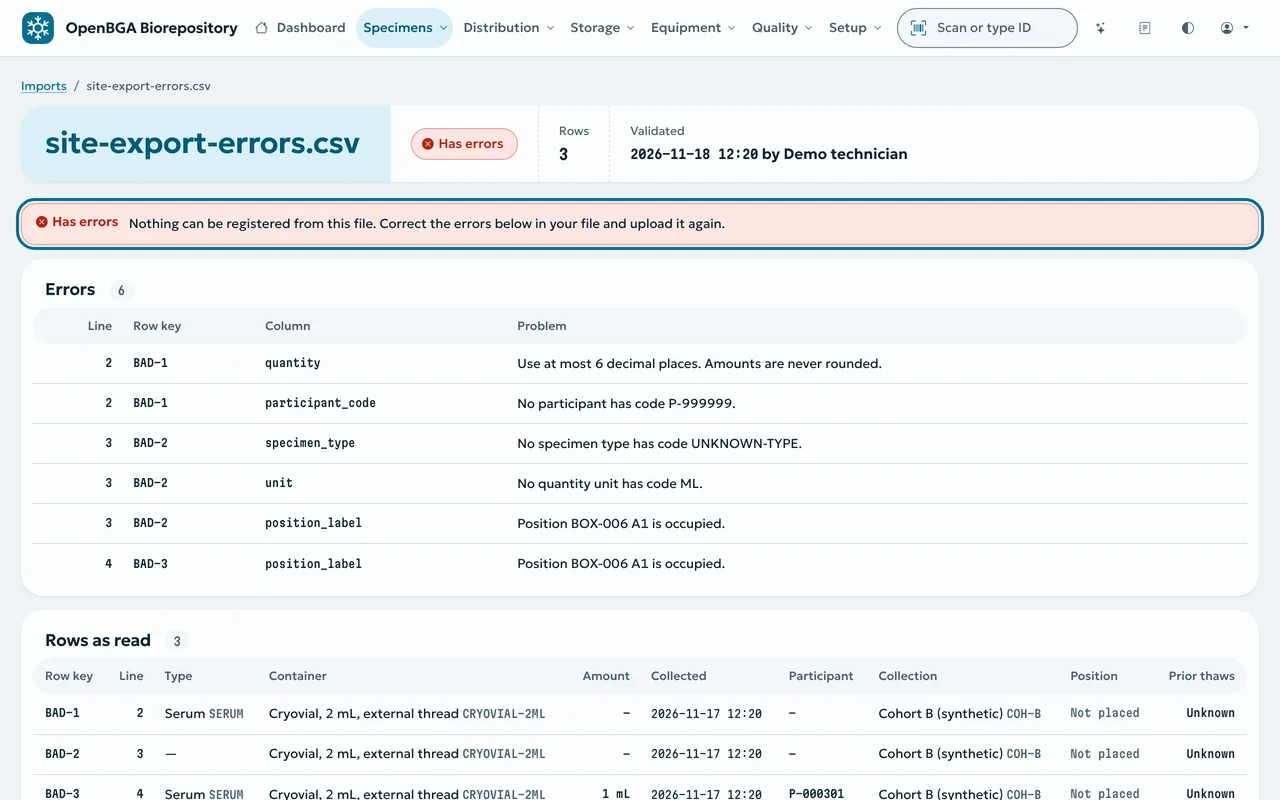 OpenBGA Biorepository Dashboard Specimens Distribution Storage Equipment Quality Setup Scan or type ID
Imports / site-export-errors.csv
site-export-errors.csv
Has errors
Rows
3
Validated
2026-11-18 12:20 by Demo technician
Has errors Nothing can be registered from this file. Correct the errors below in your file and upload it again.
Errors 6
Line Row key Column Problem
2 BAD-1 quantity Use at most 6 decimal places. Amounts are never rounded.
2 BAD-1 participant_code No participant has code P-999999.
3 BAD-2 specimen_type No specimen type has code UNKNOWN-TYPE.
3 BAD-2 unit No quantity unit has code ML.
3 BAD-2 position_label Position BOX-006 A1 is occupied.
4 BAD-3 position_label Position BOX-006 A1 is occupied.
Rows as read 3
Row key Line Type Container Amount Collected Participant Collection Position Prior thaws
BAD-1 2 Serum SERUM Cryovial, 2 mL, external thread CRYOVIAL-2ML – 2026-11-17 12:20 – Cohort B (synthetic) COH-B Not placed Unknown
BAD-2 3 — Cryovial, 2 mL, external thread CRYOVIAL-2ML – 2026-11-17 12:20 – Cohort B (synthetic) COH-B Not placed Unknown
BAD-3 4 Serum SERUM Cryovial, 2 mL, external thread CRYOVIAL-2ML 1 mL 2026-11-17 12:20 P-000301 Cohort B (synthetic) COH-B Not placed Unknown